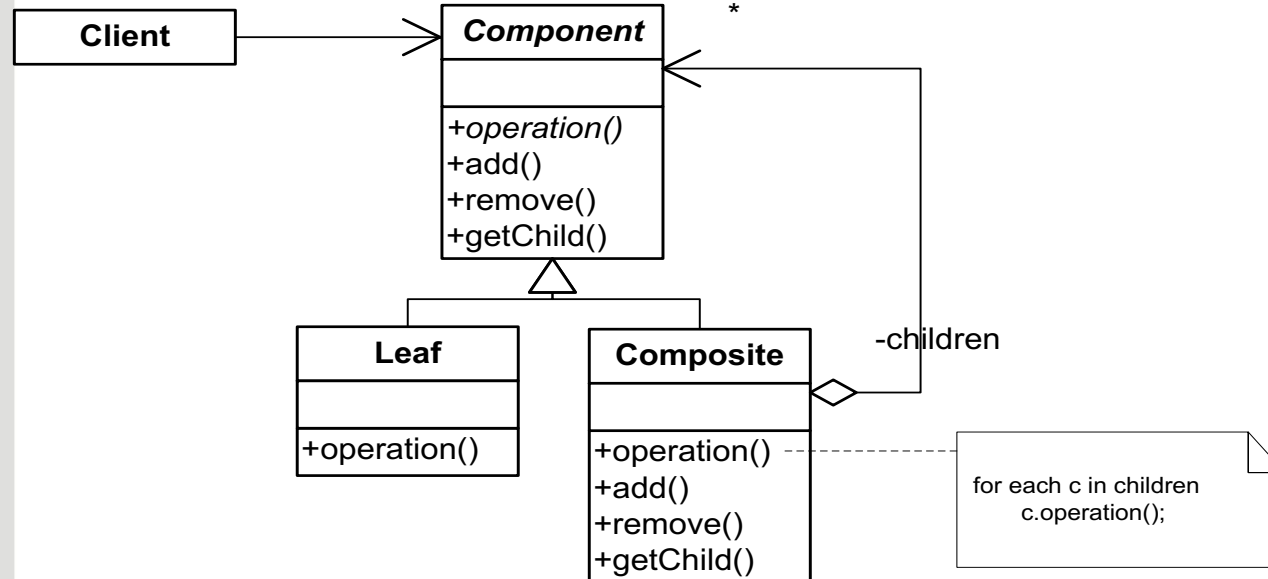 Client
Component
*
+operation()
+add()
+remove()
+getChild()
Leaf
+operation()
Composite
-children
+operation()
+add()
+remove()
+getChild()
for each c in children
c.operation();